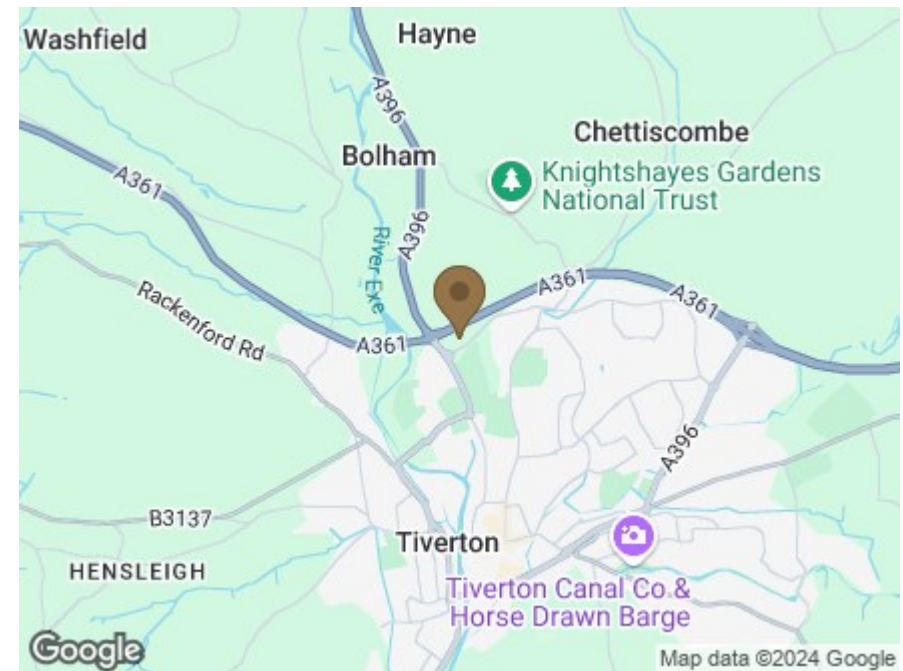 Washfield
Hayne
A396
Chettiscombe
Bolham
Knightshayes Gardens
National Trust
A361
River Exe
A396
A361
A361
Rackenford Rd
A361
A396
B3137
Tiverton
HENSLEIGH
Tiverton Canal Co.&
Horse Drawn Barge
Google
Map data ©2024 Google